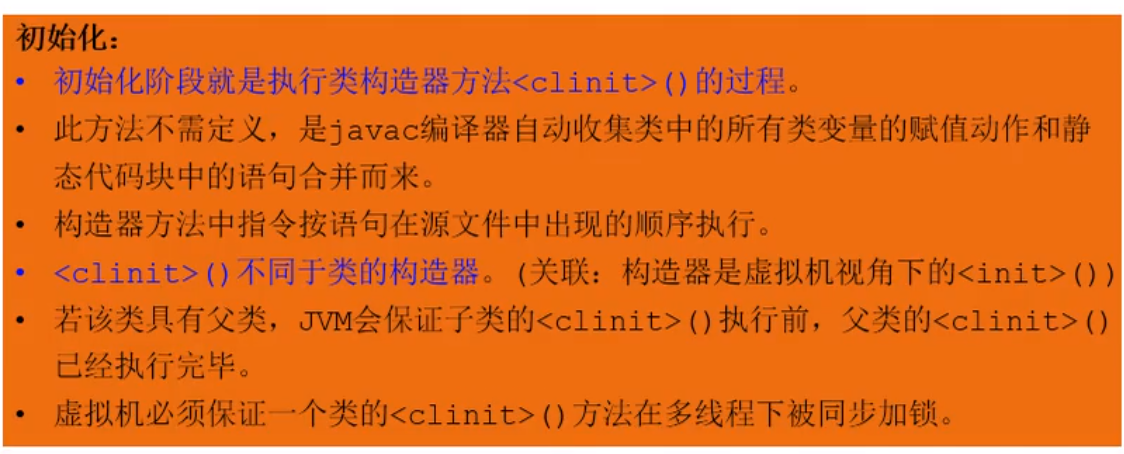 初始化：
• 初始化阶段就是执行类构造器方法<clinit>()的过程。
• 此方法不需定义，是javac编译器自动收集类中的所有类变量的赋值动作和静
态代码块中的语句合并而来。
• 构造器方法中指令按语句在源文件中出现的顺序执行。
• <clinit>()不同于类的构造器。(关联：构造器是虚拟机视角下的<init>())
• 若该类具有父类，JVM会保证子类的<clinit>()执行前，父类的<clinit>()
已经执行完毕。
• 虚拟机必须保证一个类的<clinit>()方法在多线程下被同步加锁。